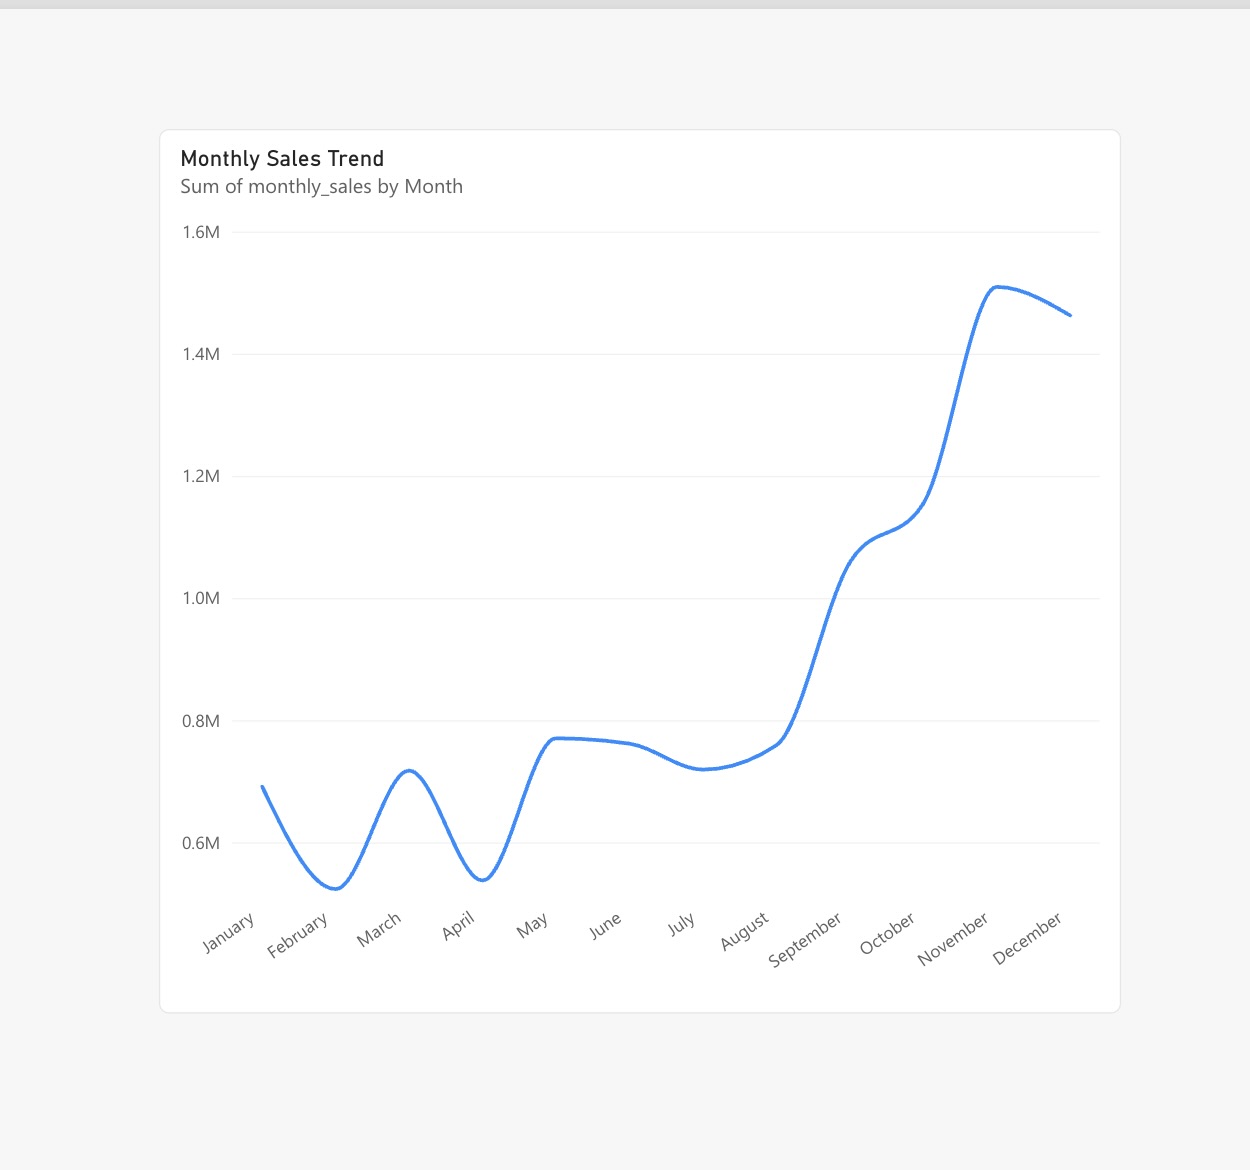 Monthly Sales Trend
Sum of monthly_sales by Month
1.6M
1.4M
1.2M
1.0M
0.8M
0.6M
January
February
March
April
May
June
July
August
September
October
November
December